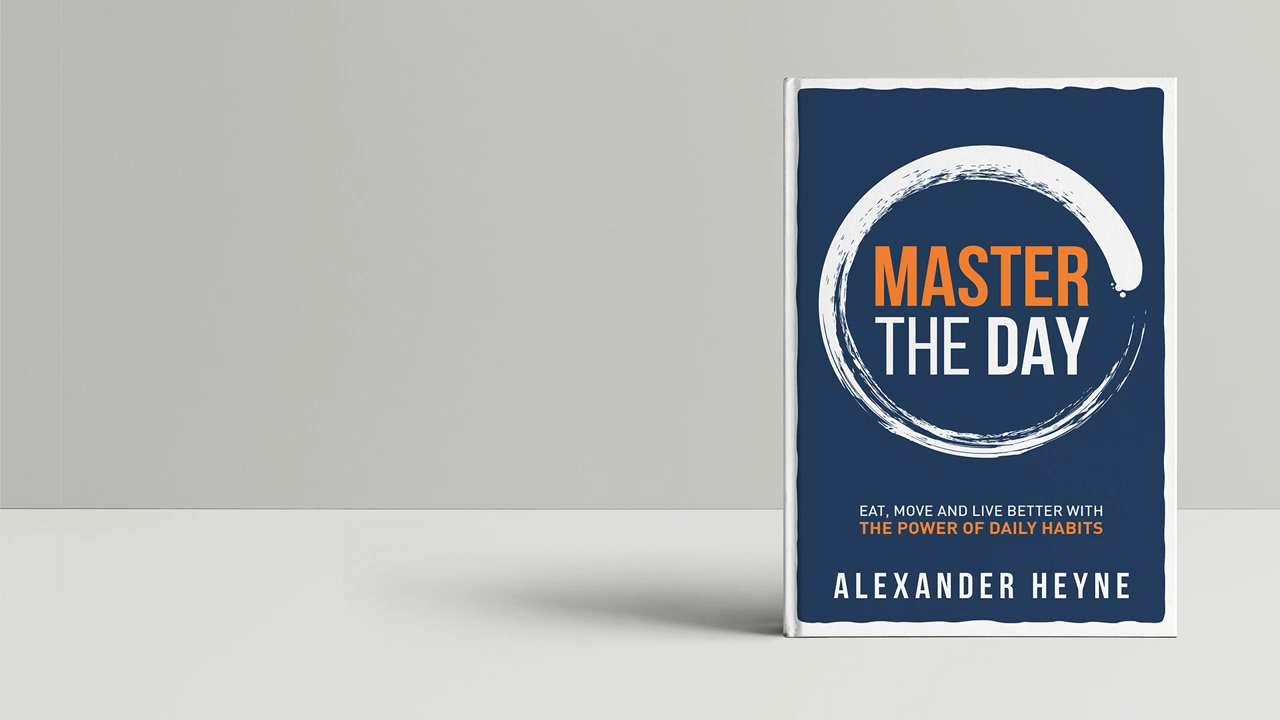 MASTER
THE DAY
EAT, MOVE AND LIVE BETTER WITH
THE POWER OF DAILY HABITS
ALEXANDER HEYNE